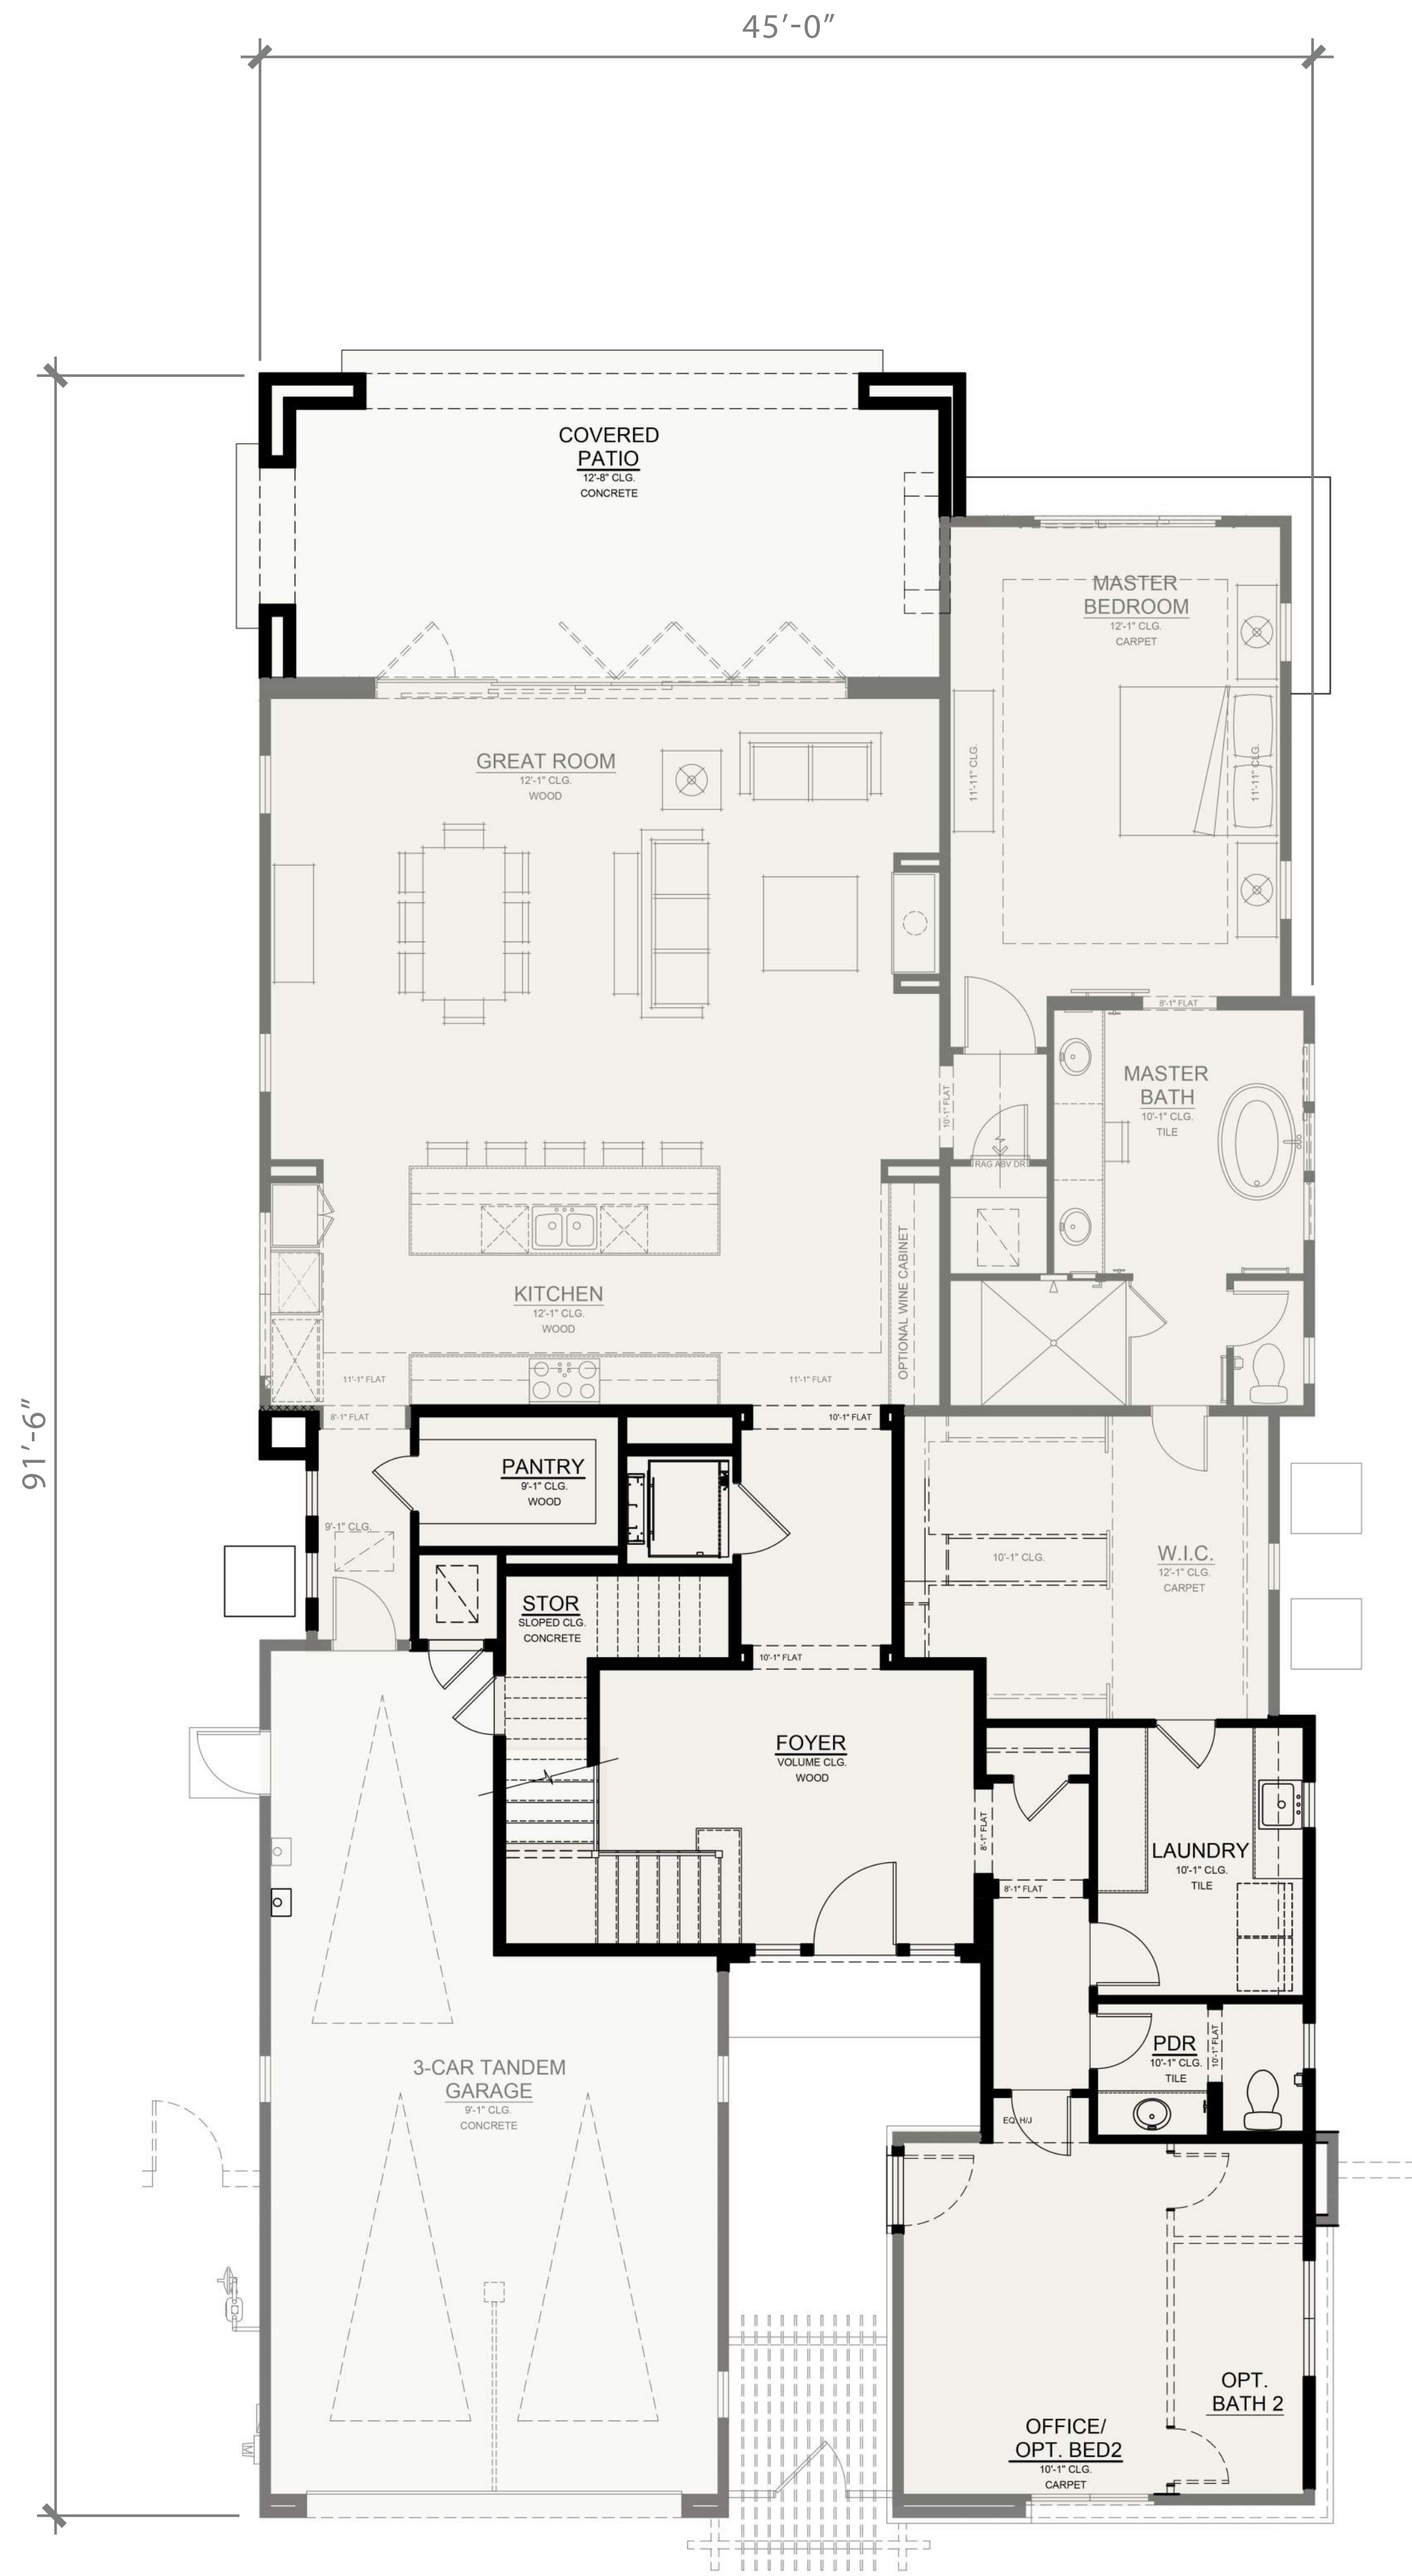 45'-0"
91'-6"
COVERED
PATIO
12'-8" CLG.
CONCRETE
MASTER
BEDROOM
12'-1" CLG.
CARPET
11'-11" CLG.
11'-11" CLG.
GREAT ROOM
12'-1" CLG.
WOOD
8'-1" FLAT
MASTER
BATH
10'-1" CLG.
TILE
10'-1" FLAT
RAG ABV DR
KITCHEN
12'-1" CLG.
WOOD
OPTIONAL WINE CABINET
11'-1" FLAT
11'-1" FLAT
8'-1" FLAT
10'-1" FLAT
PANTRY
9'-1" CLG.
WOOD
9'-1" CLG.
W.I.C.
12'-1" CLG.
CARPET
10'-1" CLG.
STOR
SLOPED CLG.
CONCRETE
10'-1" FLAT
FOYER
VOLUME CLG.
WOOD
8'-1" FLAT
8'-1" FLAT
LAUNDRY
10'-1" CLG.
TILE
PDR
10'-1" CLG.
TILE
10'-1" FLAT
3-CAR TANDEM
GARAGE
9'-1" CLG.
CONCRETE
EQ. H/J
OPT.
BATH 2
OFFICE/
OPT. BED2
10'-1" CLG.
CARPET
M